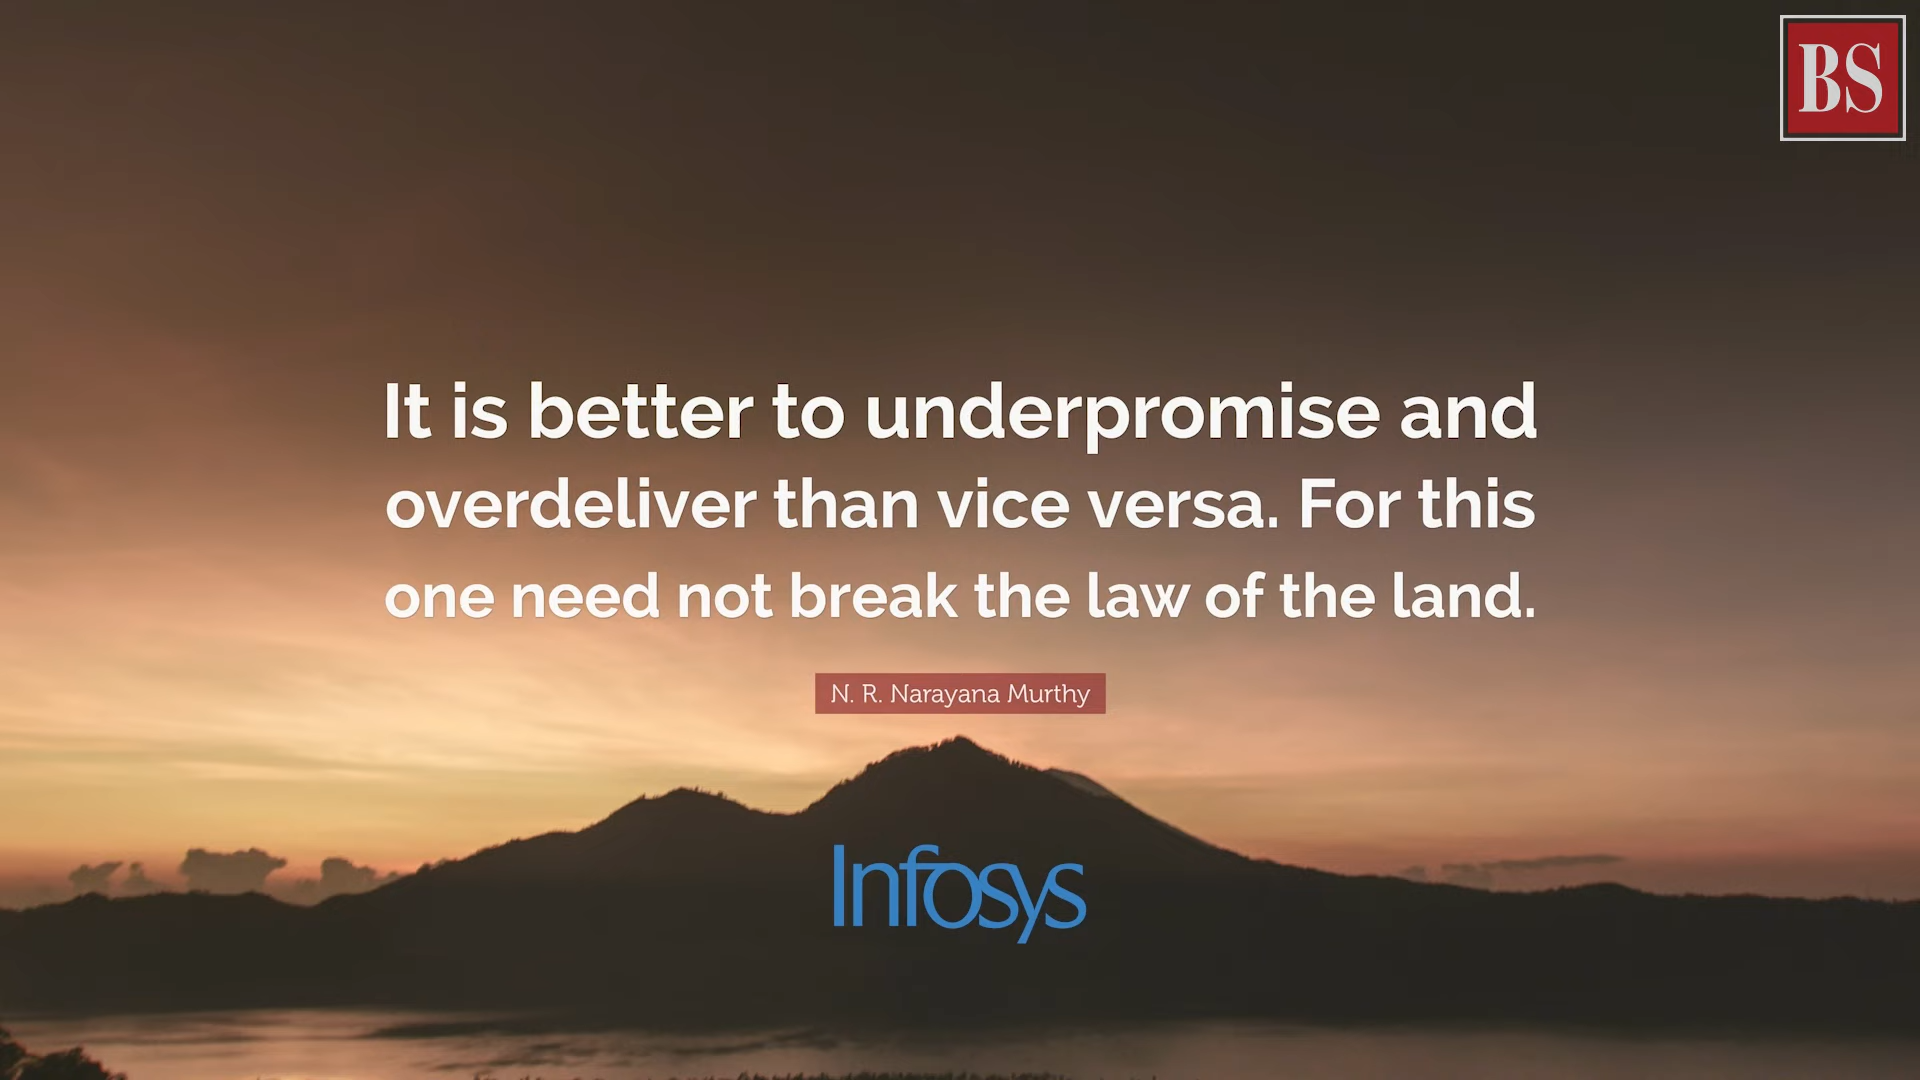 BS
It is better to underpromise and
overdeliver than vice versa. For this
one need not break the law of the land.
N. R. Narayana Murthy
Infosys